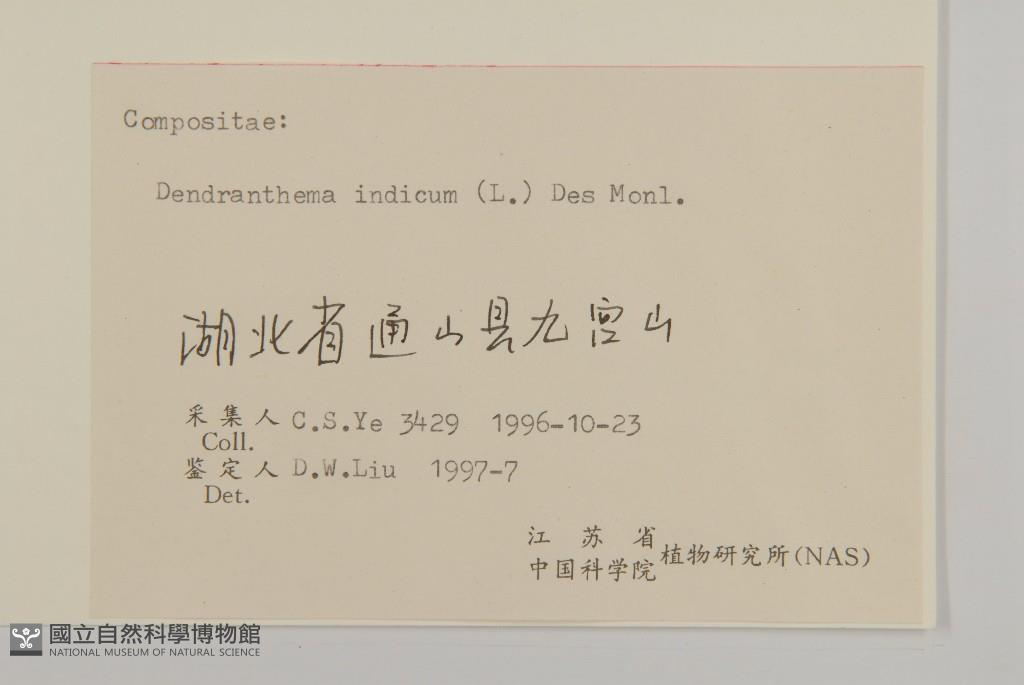 Compositae:
Dendranthema indicum (L.) Des Monl.
湖北省通山县九宫山
采集人 C.S.Ye 3429 1996-10-23
Coll.
鉴定人 D.W.Liu 1997-7
Det.
江苏省
中国科学院 植物研究所(NAS)
國立自然科學博物館
NATIONAL MUSEUM OF NATURAL SCIENCE